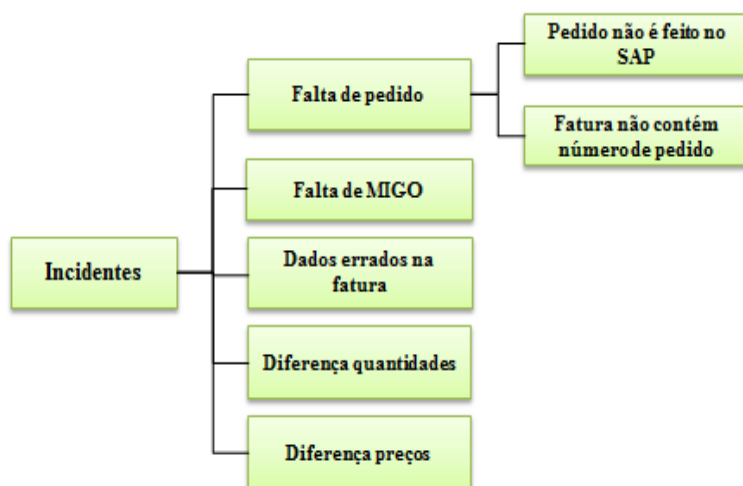 Pedido não é feito no
SAP
Falta de pedido
Fatura não contém
número de pedido
Falta de MIGO
Incidentes
Dados errados na
fatura
Diferença quantidades
Diferença preços